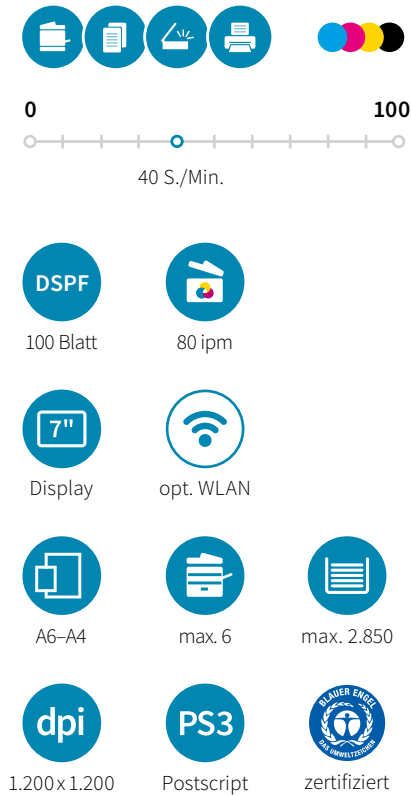 0 100
40 S./Min.
DSPF
100 Blatt 80 ipm
7"
Display opt. WLAN
A6–A4 max. 6 max. 2.850
dpi PS3 BLAUER ENGEL
DAS UMWELTZEICHEN
1.200 x 1.200 Postscript zertifiziert